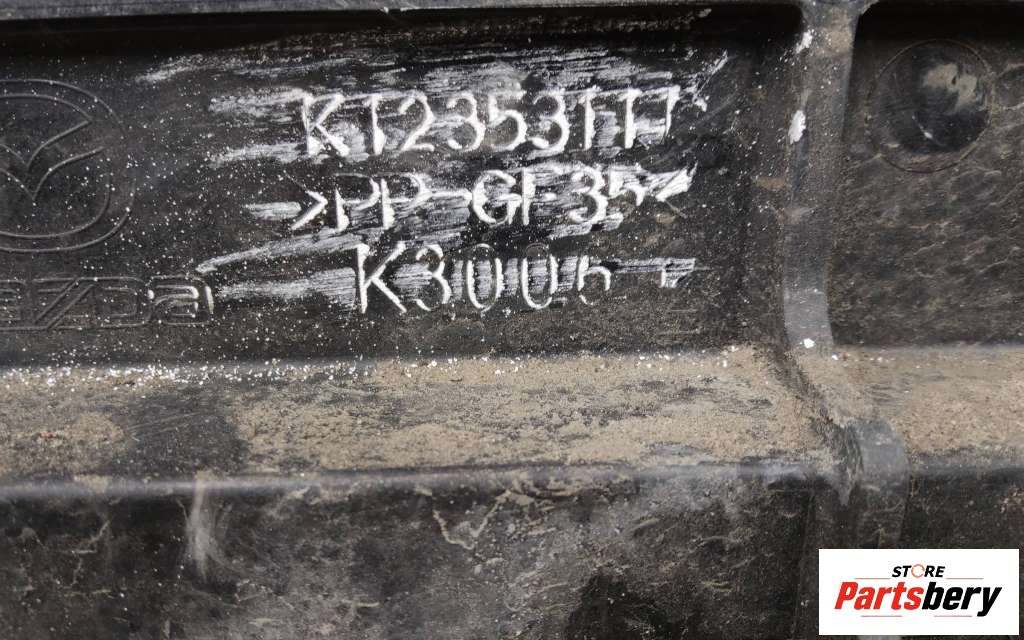 KT2353111
>PP-GF35<
K3006
mazda
STORE
Partsbery